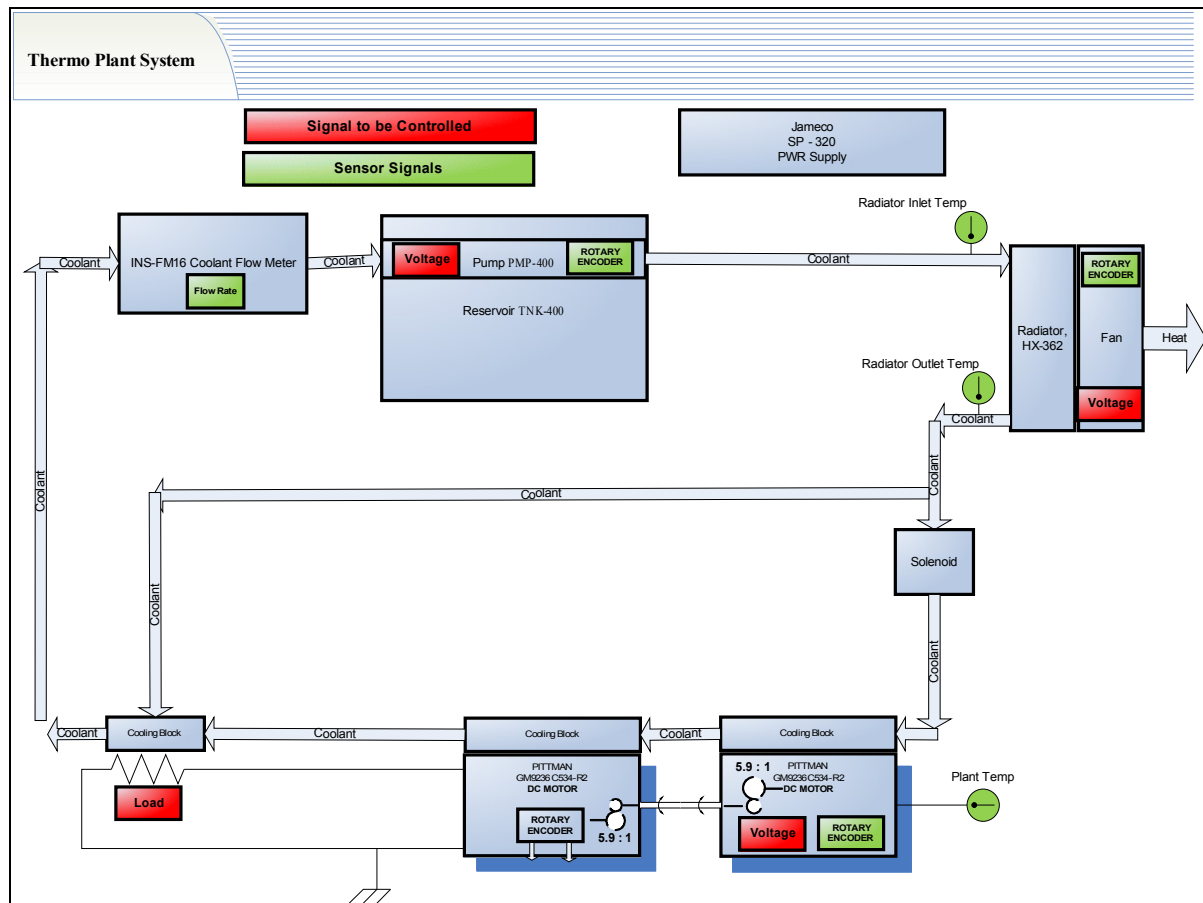 Thermo Plant System
Signal to be Controlled
Sensor Signals
Jameco
SP - 320
PWR Supply
Radiator Inlet Temp
Coolant
INS-FM16 Coolant Flow Meter
Flow Rate
Coolant
Voltage
Pump PMP-400
ROTARY
ENCODER
Reservoir TNK-400
Coolant
Radiator,
HX-362
ROTARY
ENCODER
Fan
Voltage
Heat
Radiator Outlet Temp
Coolant
Coolant
Coolant
Coolant
Coolant
Solenoid
Coolant
Coolant
Cooling Block
Coolant
Cooling Block
Coolant
Cooling Block
Load
PITTMAN
GM9236C534-R2
DC MOTOR
ROTARY
ENCODER
5.9 : 1
5.9 : 1
PITTMAN
GM9236C534-R2
DC MOTOR
Voltage
ROTARY
ENCODER
Plant Temp